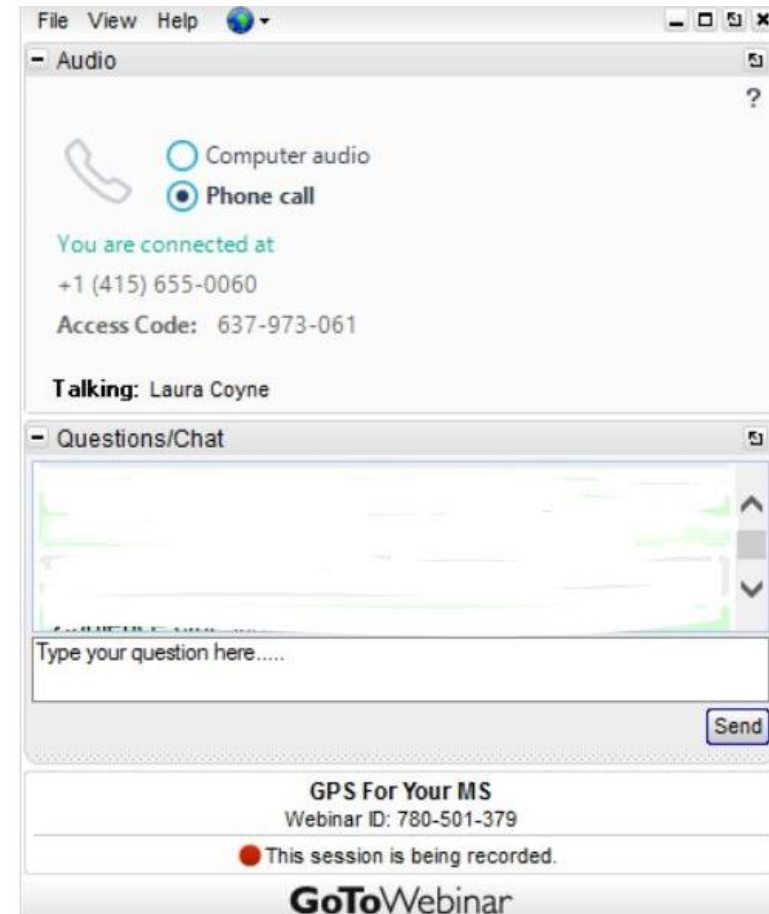 File View Help
- Audio
?
Computer audio
Phone call
You are connected at
+1 (415) 655-0060
Access Code: 637-973-061
Talking: Laura Coyne
- Questions/Chat
Type your question here.....
Send
GPS For Your MS
Webinar ID: 780-501-379
This session is being recorded.
GoToWebinar